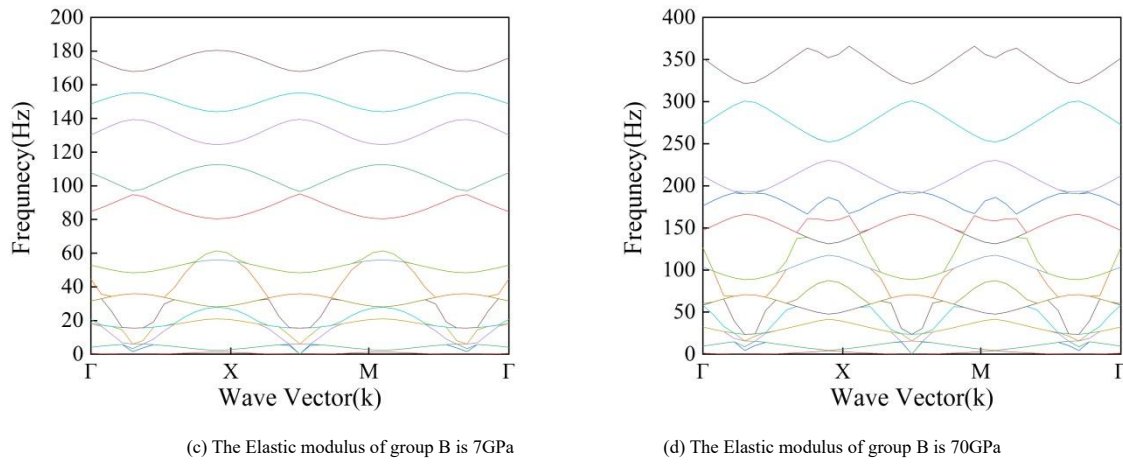 200
180
160
140
120
100
80
60
40
20
0
Frequnecy(Hz)
Γ X M Γ
Wave Vector(k)
(c) The Elastic modulus of group B is 7GPa
400
350
300
250
200
150
100
50
0
Frequnecy(Hz)
Γ X M Γ
Wave Vector(k)
(d) The Elastic modulus of group B is 70GPa